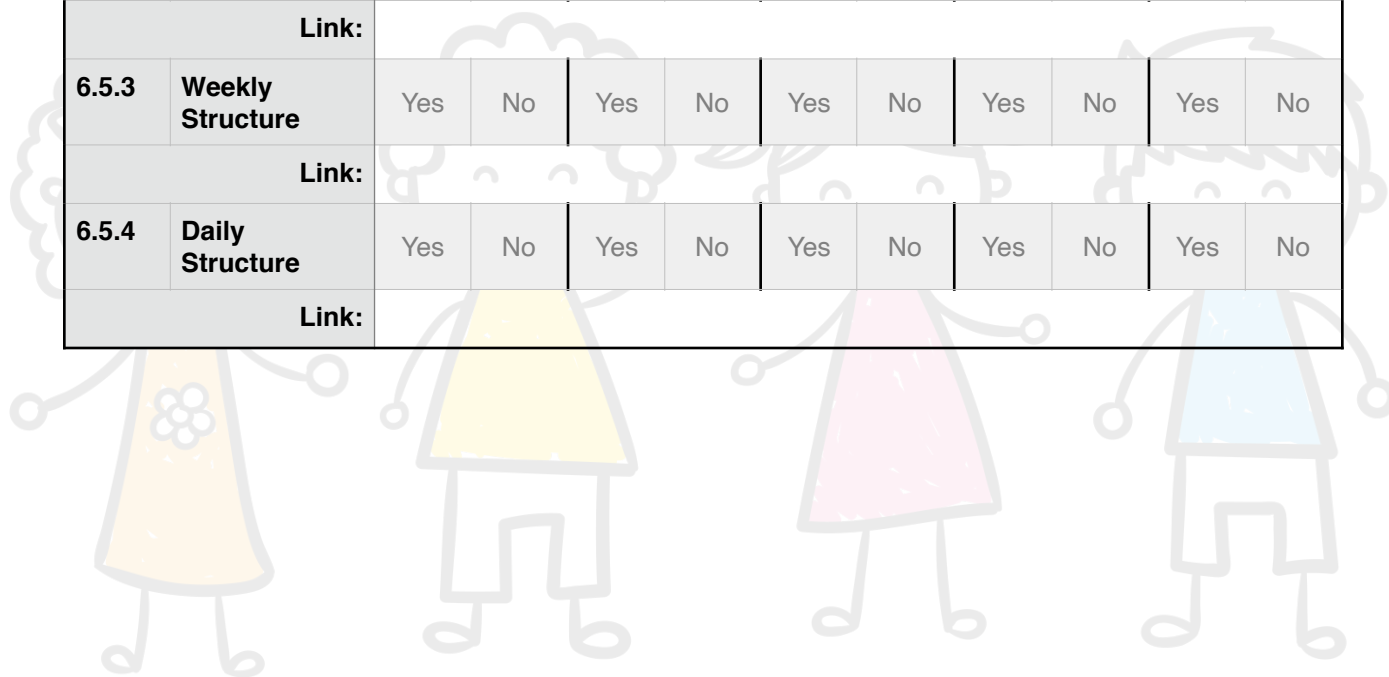 Link:
6.5.3 Weekly Structure Yes No Yes No Yes No Yes No Yes No
Link:
6.5.4 Daily Structure Yes No Yes No Yes No Yes No Yes No
Link: